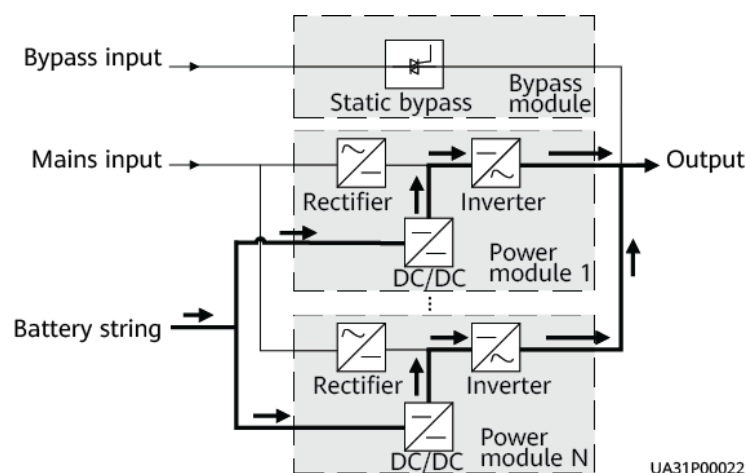 Bypass input
Static bypass
Bypass
module
Mains input
Output
Rectifier
Inverter
DC/DC
Power
module 1
Battery string
Rectifier
Inverter
DC/DC
Power
module N
UA31P00022